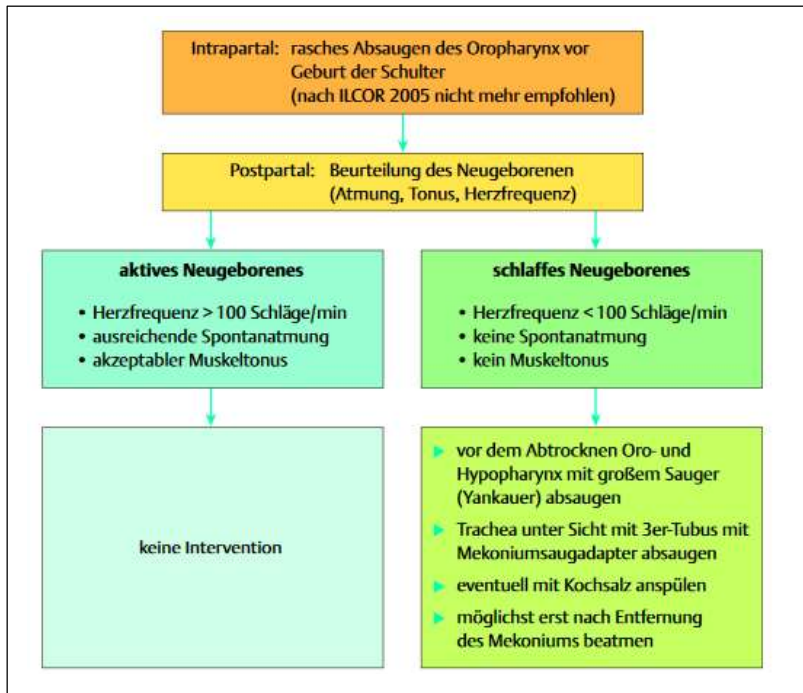 Intrapartal: rasches Absaugen des Oropharynx vor
Geburt der Schulter
(nach ILCOR 2005 nicht mehr empfohlen)
Postpartal: Beurteilung des Neugeborenen
(Atmung, Tonus, Herzfrequenz)
aktives Neugeborenes
• Herzfrequenz > 100 Schläge/min
• ausreichende Spontanatmung
• akzeptabler Muskeltonus
schlaffes Neugeborenes
• Herzfrequenz < 100 Schläge/min
• keine Spontanatmung
• kein Muskeltonus
keine Intervention
▶ vor dem Abtrocknen Oro- und
Hypopharynx mit großem Sauger
(Yankauer) absaugen
▶ Trachea unter Sicht mit 3er-Tubus mit
Mekoniumsaugadapter absaugen
▶ eventuell mit Kochsalz anspülen
▶ möglichst erst nach Entfernung
des Mekoniums beatmen